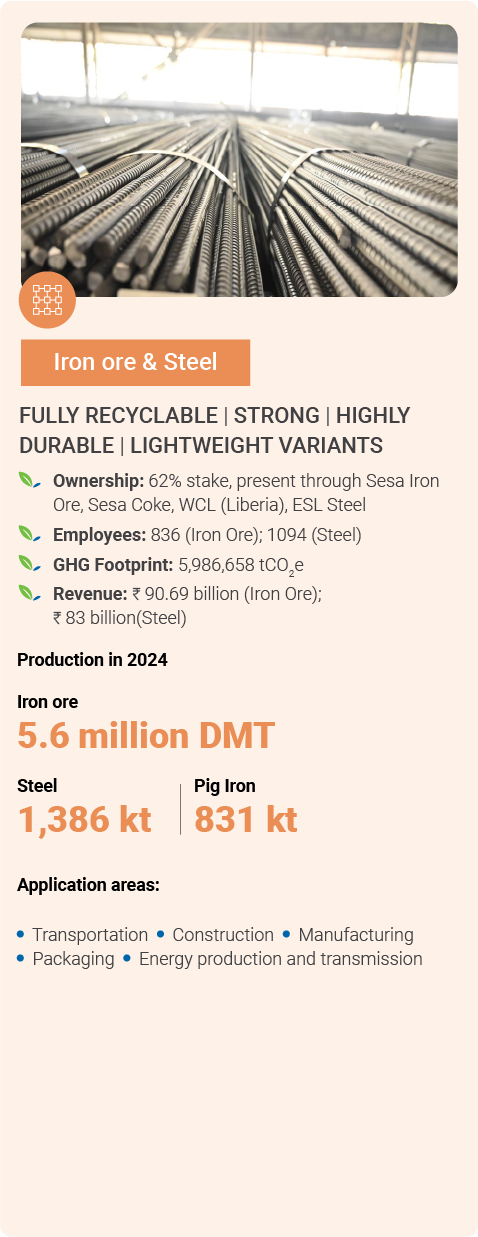 Iron ore & Steel
FULLY RECYCLABLE | STRONG | HIGHLY
DURABLE | LIGHTWEIGHT VARIANTS
Ownership: 62% stake, present through Sesa Iron
Ore, Sesa Coke, WCL (Liberia), ESL Steel
Employees: 836 (Iron Ore); 1094 (Steel)
GHG Footprint: 5,986,658 tCO₂e
Revenue: ₹ 90.69 billion (Iron Ore);
₹ 83 billion(Steel)
Production in 2024
Iron ore
5.6 million DMT
Steel
1,386 kt
Pig Iron
831 kt
Application areas:
• Transportation • Construction • Manufacturing
• Packaging • Energy production and transmission